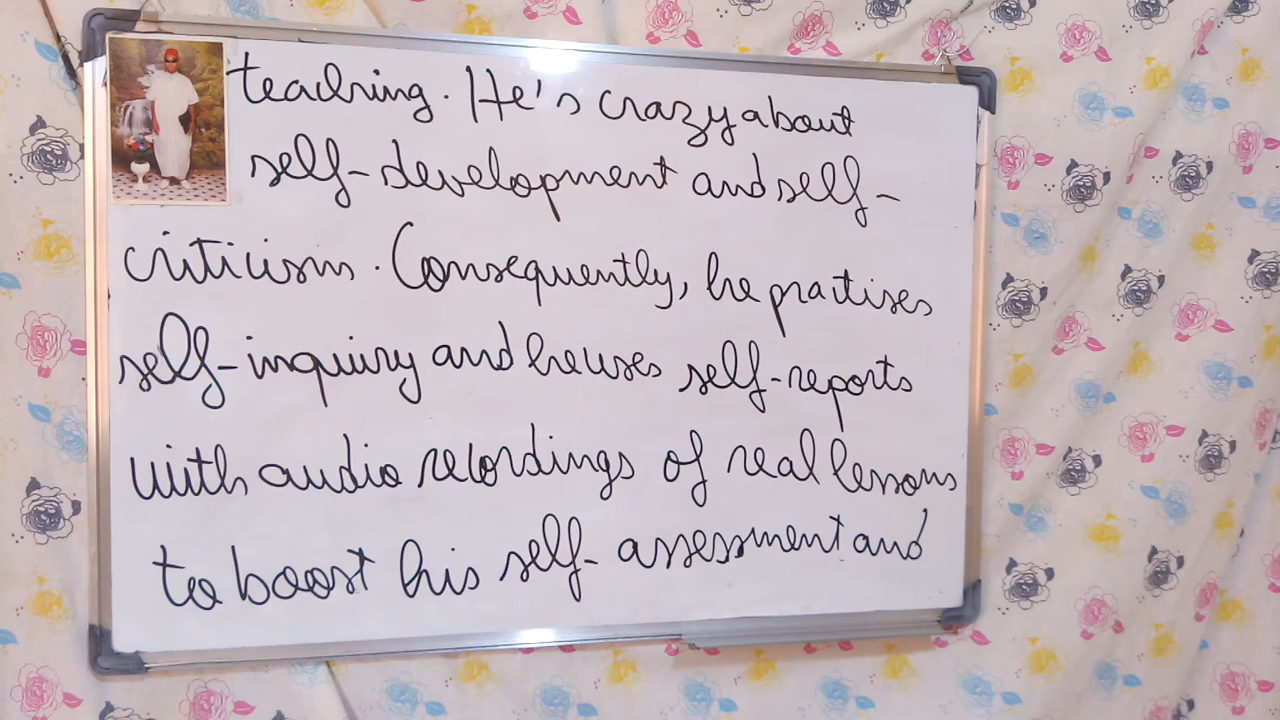 teaching. He's crazy about
self-development and self-
criticism. Consequently, he practises
self-inquiry and he uses self-reports
with audio recordings of real lessons
to boost his self-assessment and